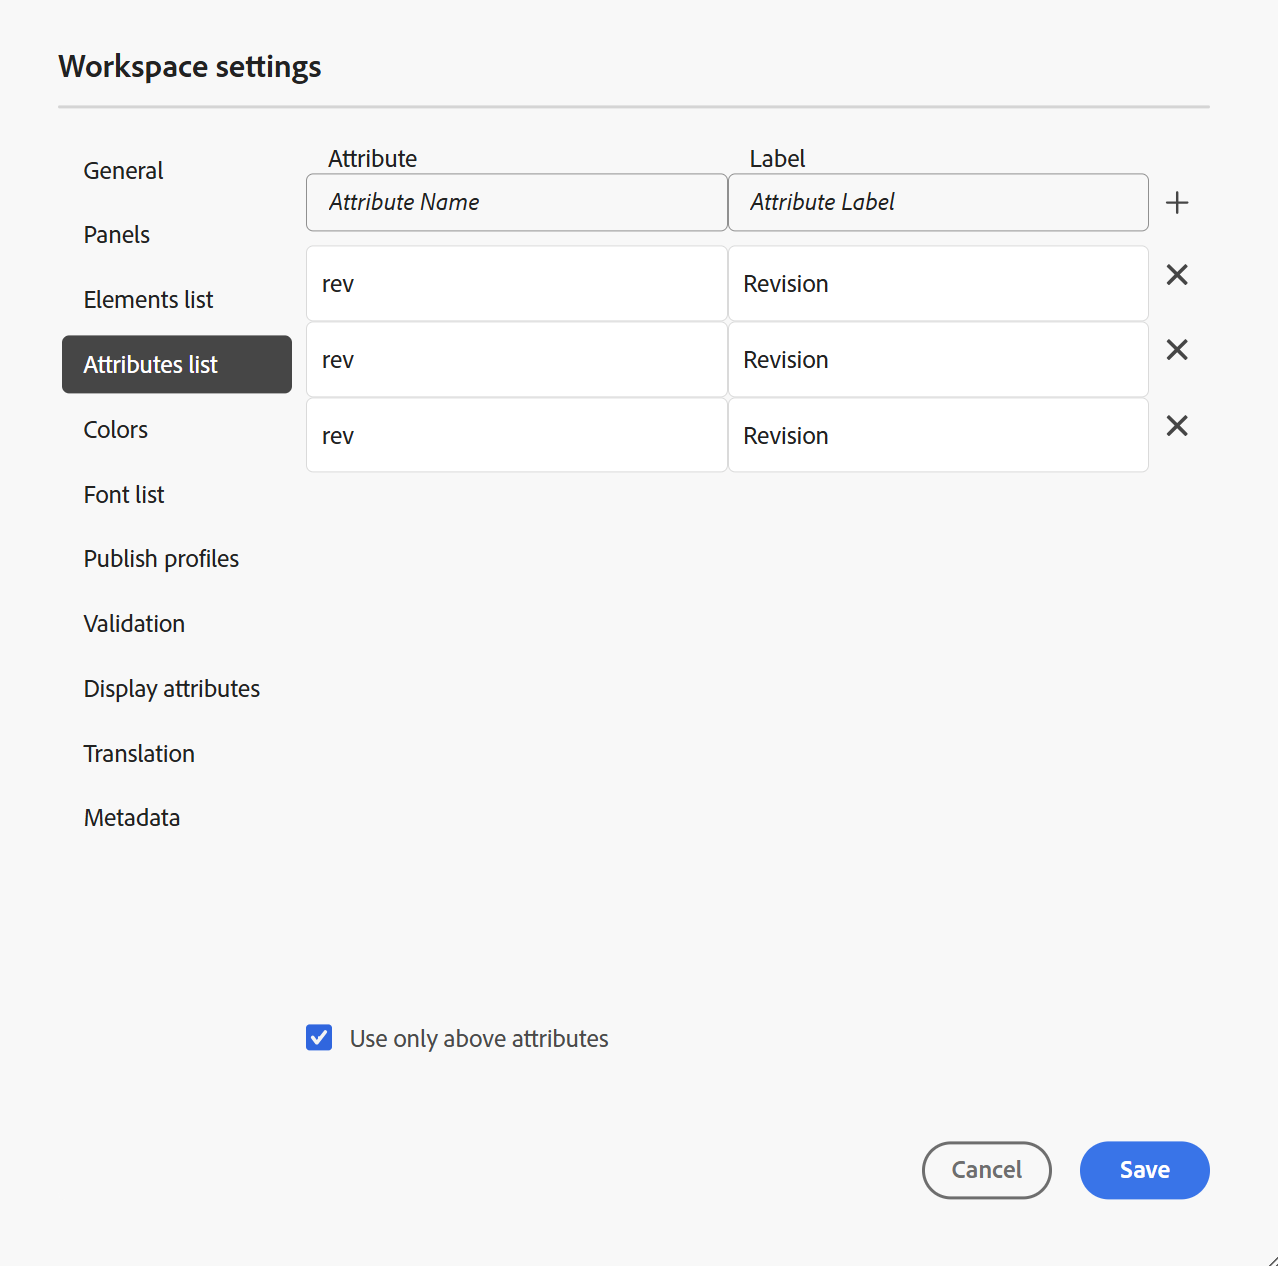 Workspace settings
General
Panels
Elements list
Attributes list
Colors
Font list
Publish profiles
Validation
Display attributes
Translation
Metadata
Attribute Label
Attribute Name Attribute Label
rev Revision
rev Revision
rev Revision
Use only above attributes
Cancel Save